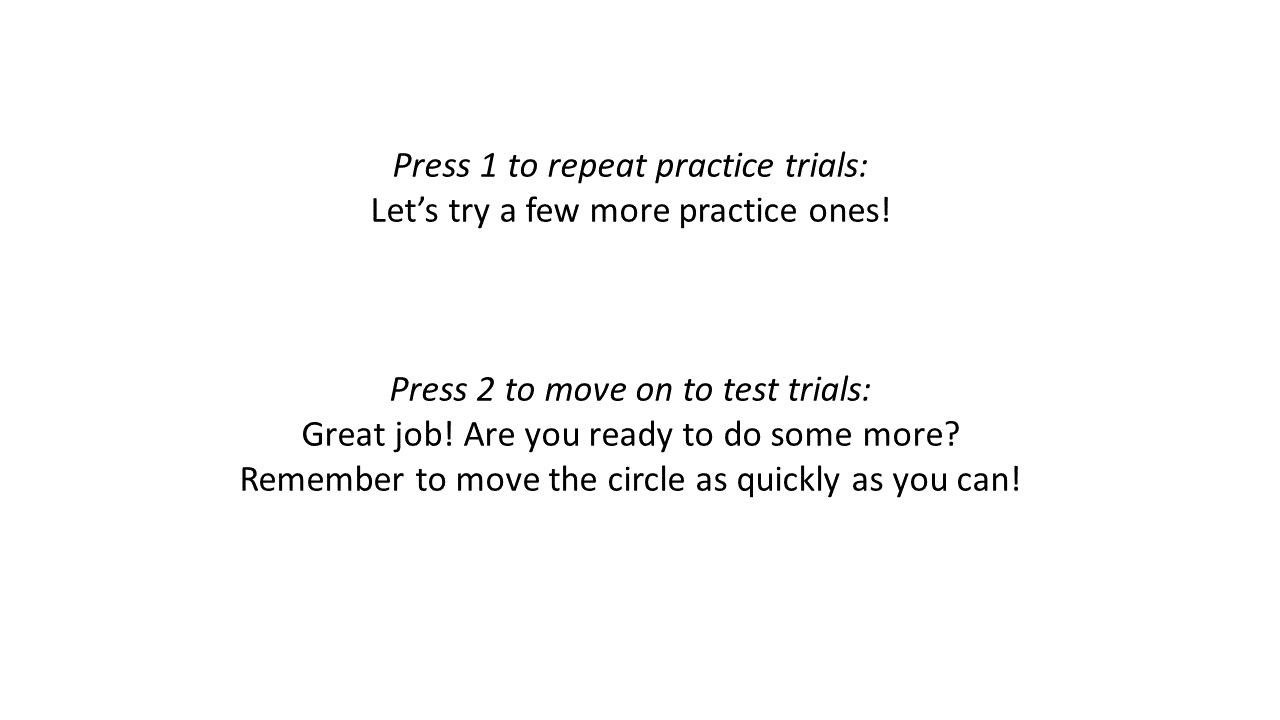 Press 1 to repeat practice trials:
Let’s try a few more practice ones!
Press 2 to move on to test trials:
Great job! Are you ready to do some more?
Remember to move the circle as quickly as you can!